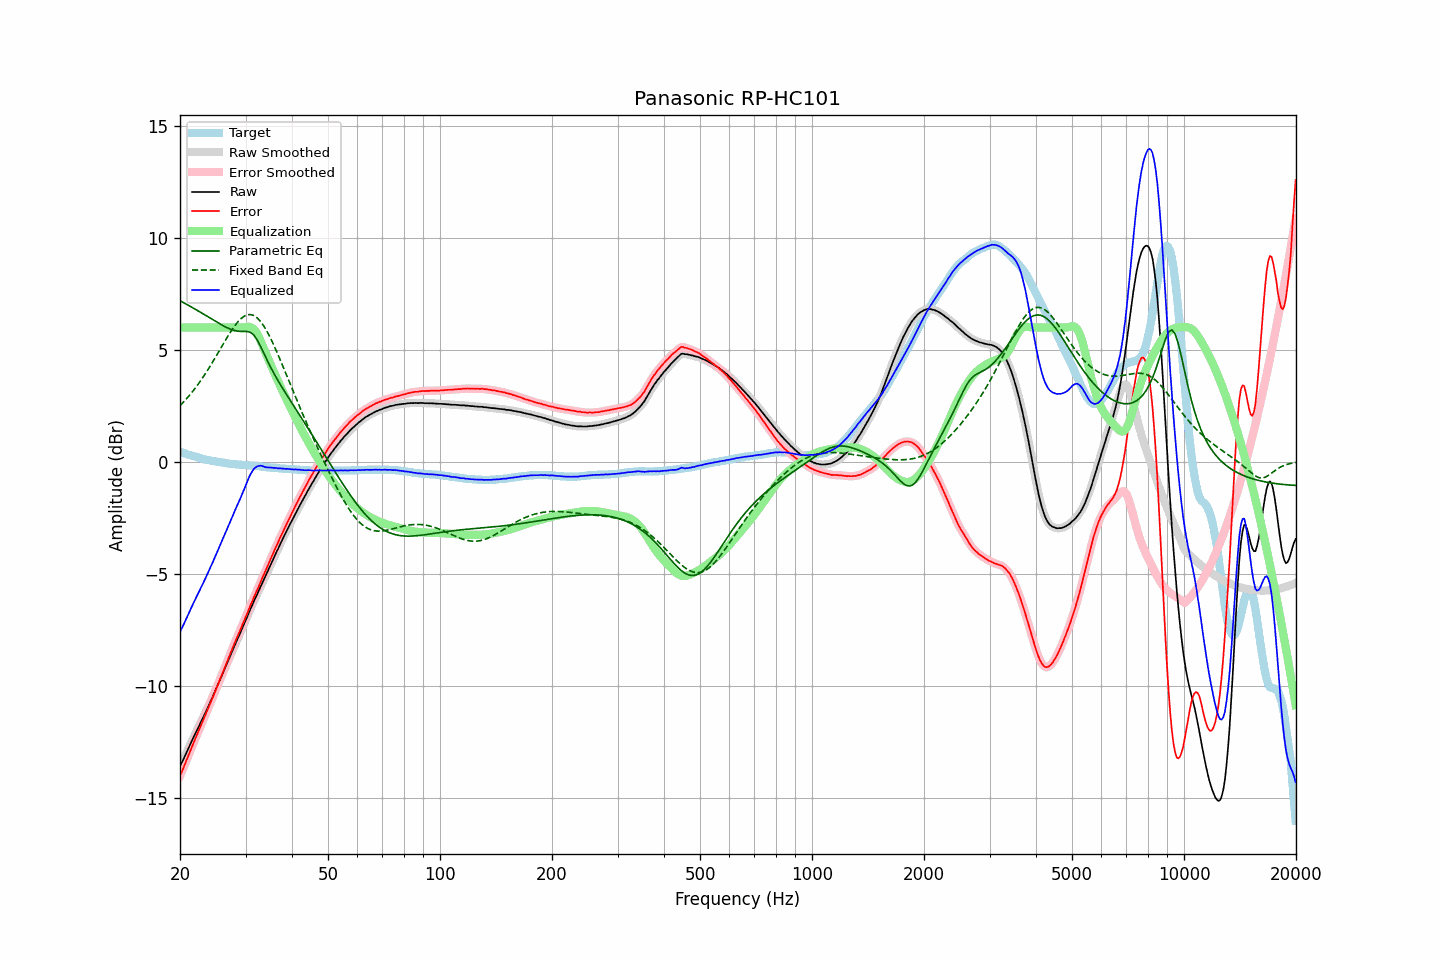 Panasonic RP-HC101
Target
Raw Smoothed
Error Smoothed
Raw
Error
Equalization
Parametric Eq
Fixed Band Eq
Equalized
15
10
5
0
−5
−10
−15
Amplitude (dBr)
20
50
100
200
500
1000
2000
5000
10000
20000
Frequency (Hz)